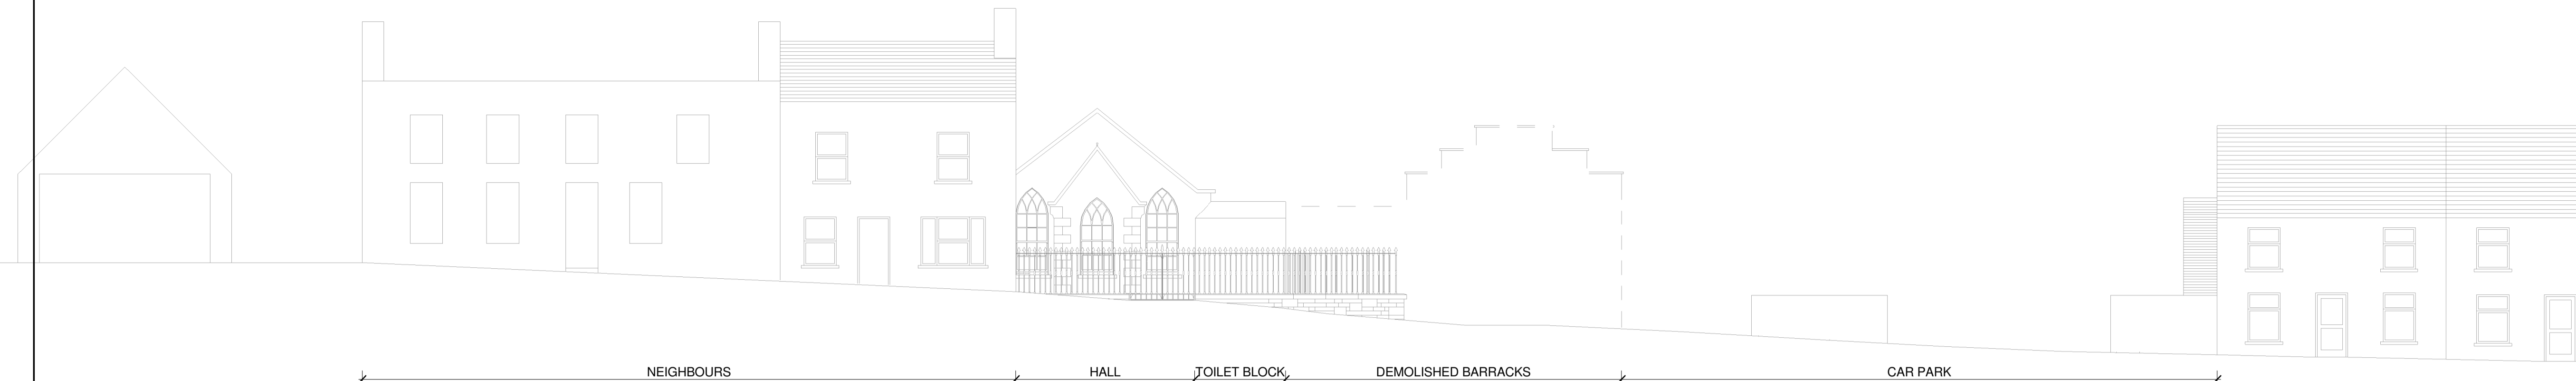 NEIGHBOURS
HALL
TOILET BLOCK
DEMOLISHED BARRACKS
CAR PARK